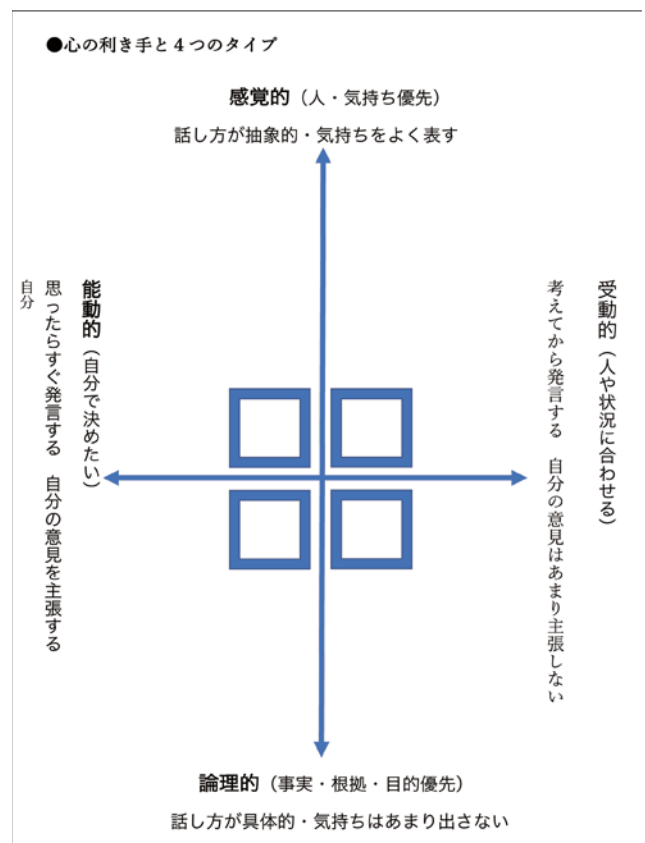 ●心の利き手と4つのタイプ
感覚的（人・気持ち優先）
話し方が抽象的・気持ちをよく表す
受動的（人や状況に合わせる）
考えてから発言する　自分の意見はあまり主張しない
能動的（自分で決めたい）
思ったらすぐ発言する　自分の意見を主張する
自分
論理的（事実・根拠・目的優先）
話し方が具体的・気持ちはあまり出さない